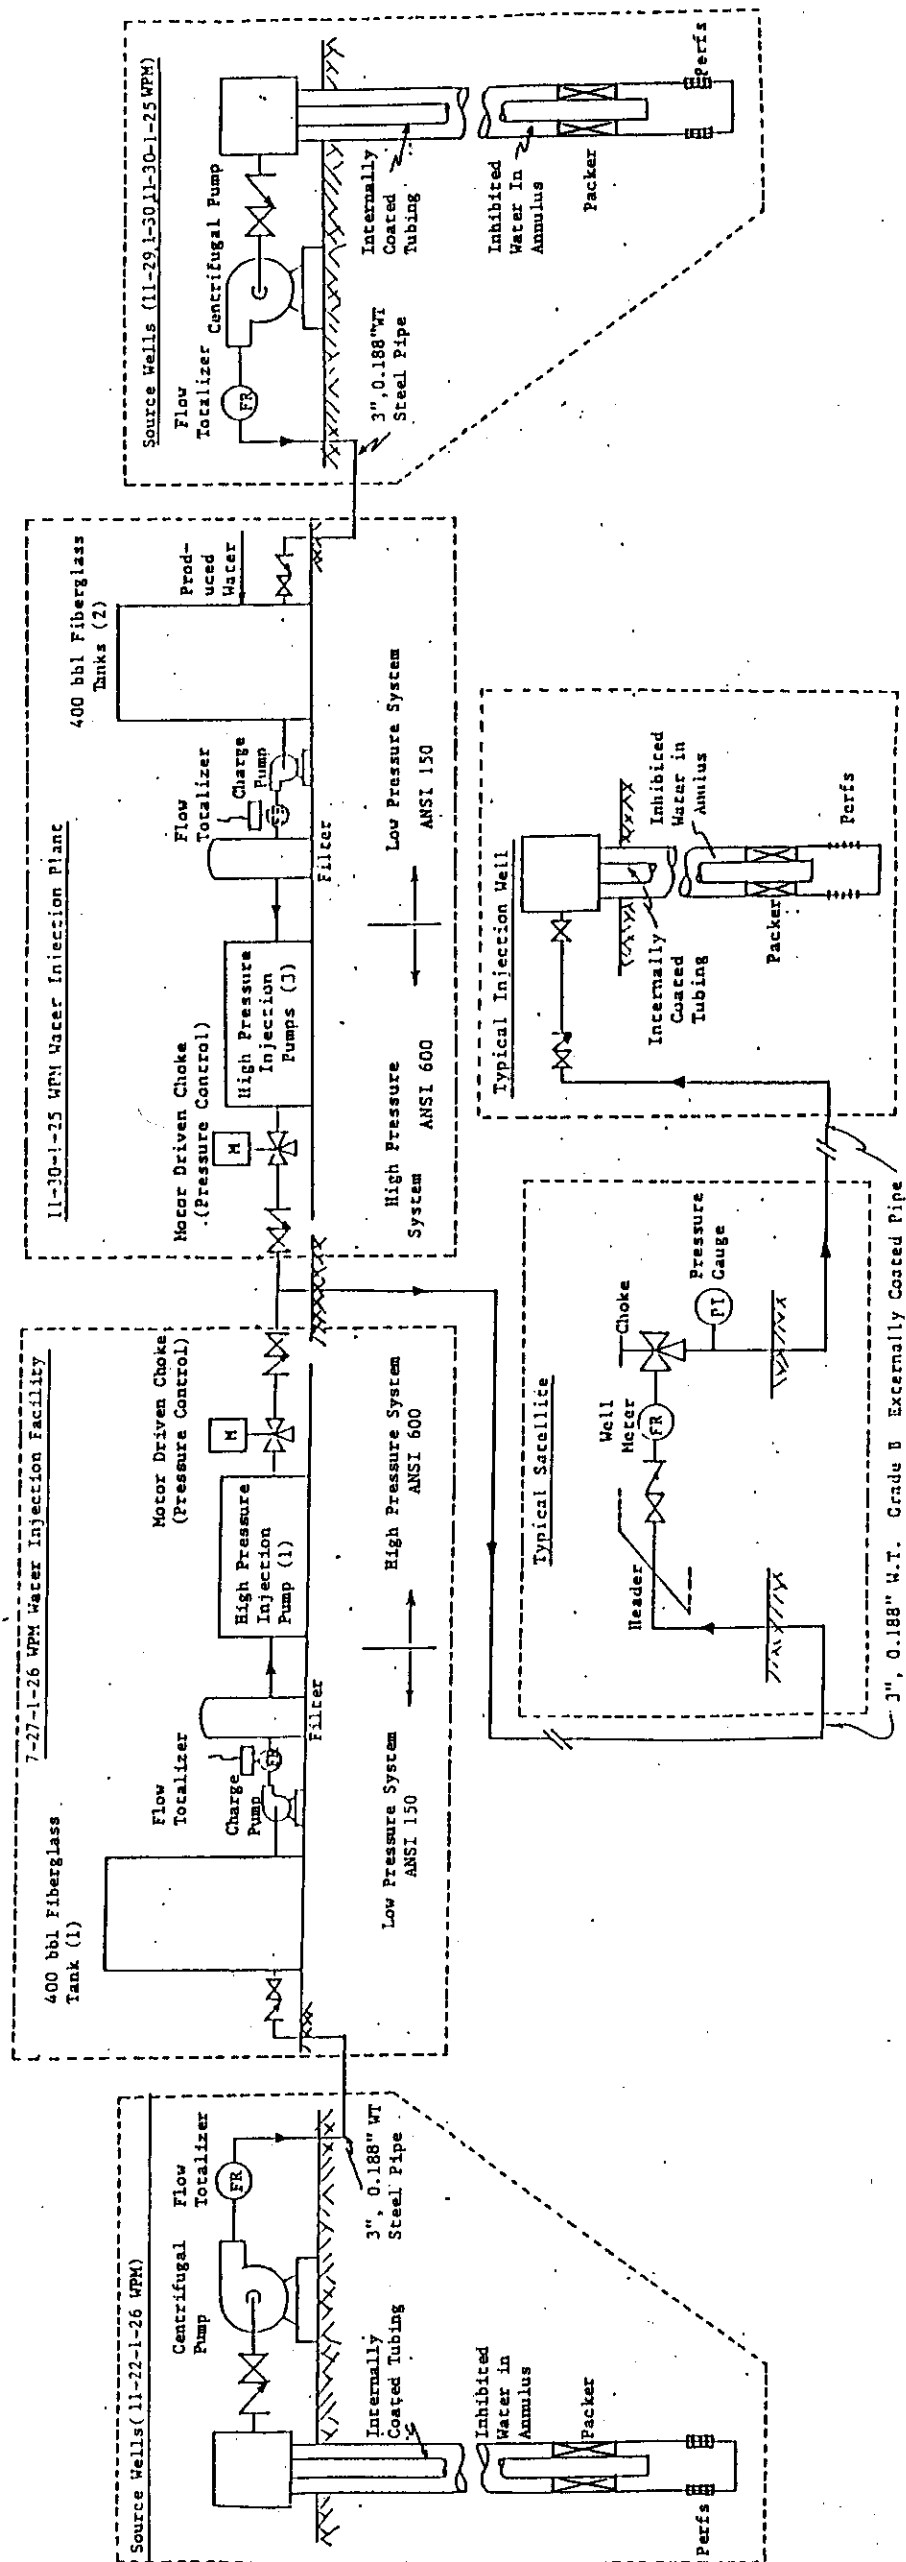 Source Wells(11-22-1-26 WPM)
Centrifugal
Pump
Flow
Totalizer
FR
3", 0.188" WT
Steel Pipe
Internally
Coated Tubing
Inhibited
Water in
Annulus
Packer
Perfs
7-27-1-26 WPM Water Injection Facility
400 bbl Fiberglass
Tank (1)
Flow
Totalizer
Charge
Pump
FR
Filter
High Pressure
Injection
Pump (1)
Motor Driven Choke
(Pressure Control)
M
Low Pressure System
ANSI 150
High Pressure System
ANSI 600
11-30-1-25 WPM Water Injection Plant
Motor Driven Choke
(Pressure Control)
M
High Pressure
Injection
Pumps (3)
Flow
Totalizer
Charge
Pump
Filter
400 bbl Fiberglass
Tanks (2)
Prod-
uced
Water
High Pressure
System ANSI 600
Low Pressure System
ANSI 150
Source Wells (11-29,1-30,11-30-1-25 WPM)
Flow
Totalizer
FR
Centrifugal Pump
3",0.188"WT
Steel Pipe
Internally
Coated
Tubing
Inhibited
Water In
Annulus
Packer
Perfs
Typical Satellite
Header
Well
Meter
FR
Choke
PI
Pressure
Gauge
Typical Injection Well
Internally
Coated
Tubing
Inhibited
Water in
Anulus
Packer
Perfs
3", 0.188" W.T. Grade B Externally Coated Pipe